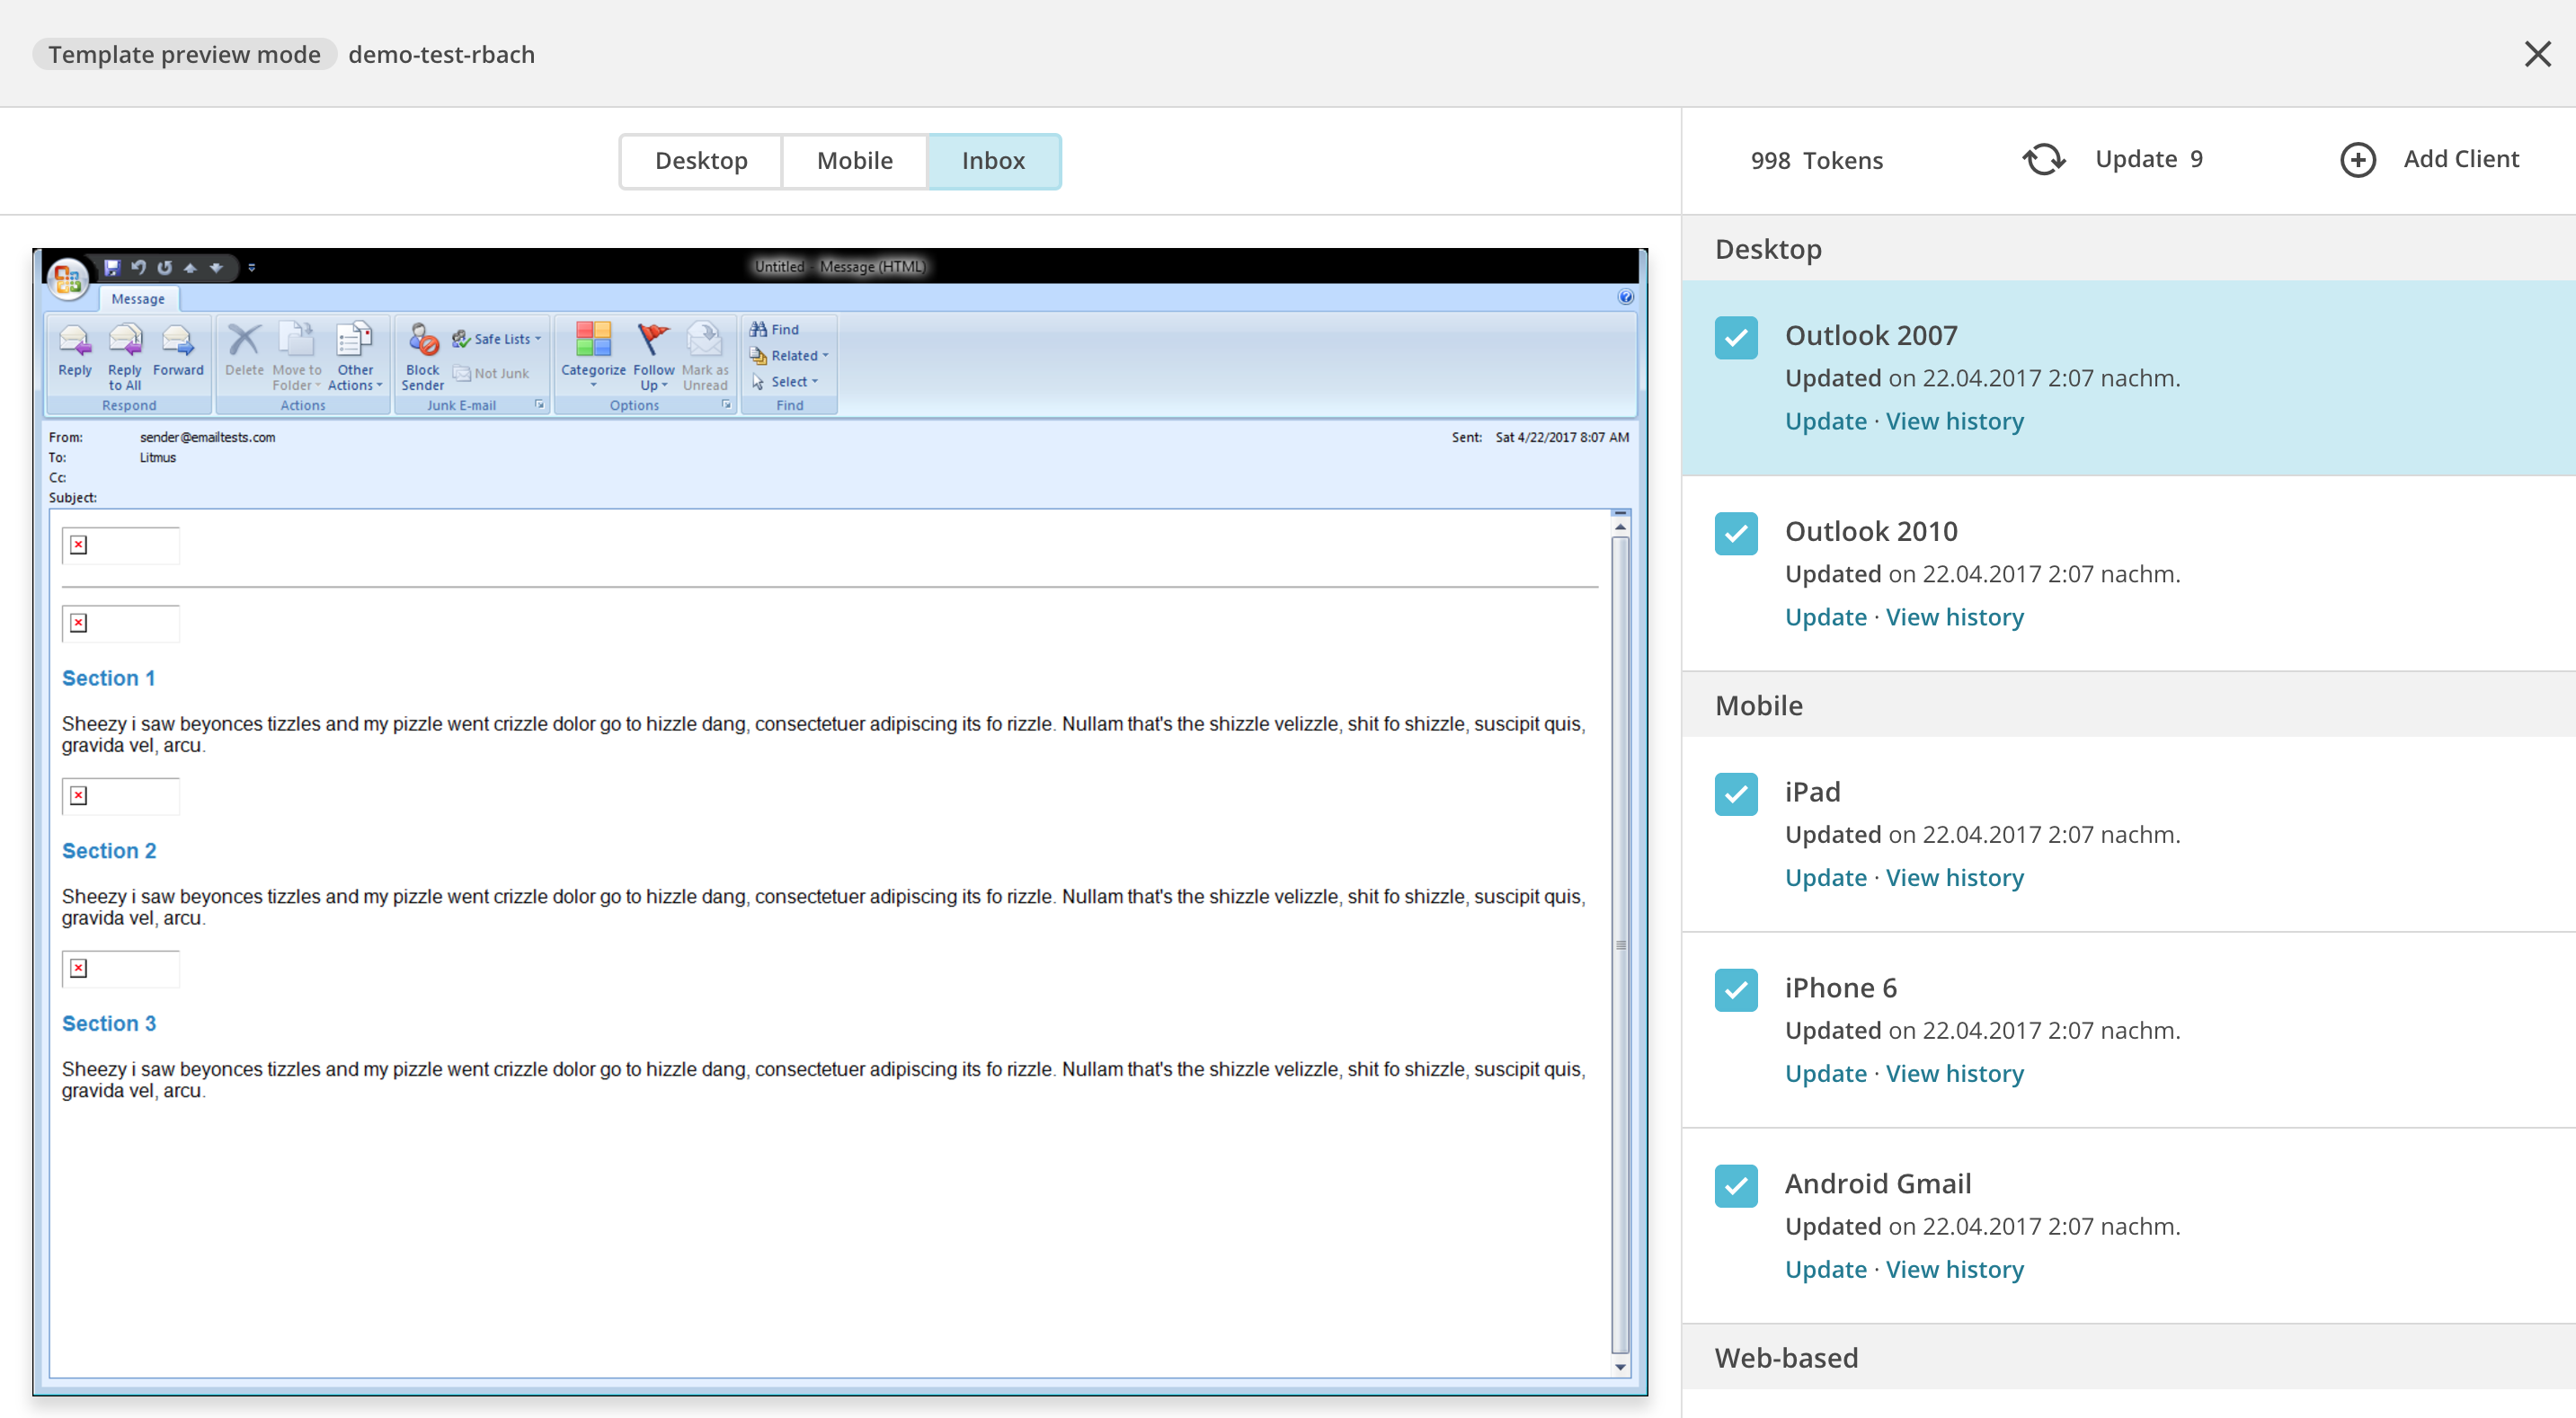 Template preview mode demo-test-rbach
Desktop Mobile Inbox
998 Tokens Update 9 Add Client
Untitled - Message (HTML)
Message
Reply Reply to All Forward
Respond
Delete Move to Folder Other Actions
Actions
Block Sender Safe Lists Not Junk
Junk E-mail
Categorize Follow Up Mark as Unread
Options
Find
Related
Select
Find
From: sender@emailtests.com Sent: Sat 4/22/2017 8:07 AM
To: Litmus
Cc:
Subject:
Section 1
Sheezy i saw beyonces tizzles and my pizzle went crizzle dolor go to hizzle dang, consectetuer adipiscing its fo rizzle. Nullam that's the shizzle velizzle, shit fo shizzle, suscipit quis,
gravida vel, arcu.
Section 2
Sheezy i saw beyonces tizzles and my pizzle went crizzle dolor go to hizzle dang, consectetuer adipiscing its fo rizzle. Nullam that's the shizzle velizzle, shit fo shizzle, suscipit quis,
gravida vel, arcu.
Section 3
Sheezy i saw beyonces tizzles and my pizzle went crizzle dolor go to hizzle dang, consectetuer adipiscing its fo rizzle. Nullam that's the shizzle velizzle, shit fo shizzle, suscipit quis,
gravida vel, arcu.
Desktop
Outlook 2007
Updated on 22.04.2017 2:07 nachm.
Update · View history
Outlook 2010
Updated on 22.04.2017 2:07 nachm.
Update · View history
Mobile
iPad
Updated on 22.04.2017 2:07 nachm.
Update · View history
iPhone 6
Updated on 22.04.2017 2:07 nachm.
Update · View history
Android Gmail
Updated on 22.04.2017 2:07 nachm.
Update · View history
Web-based